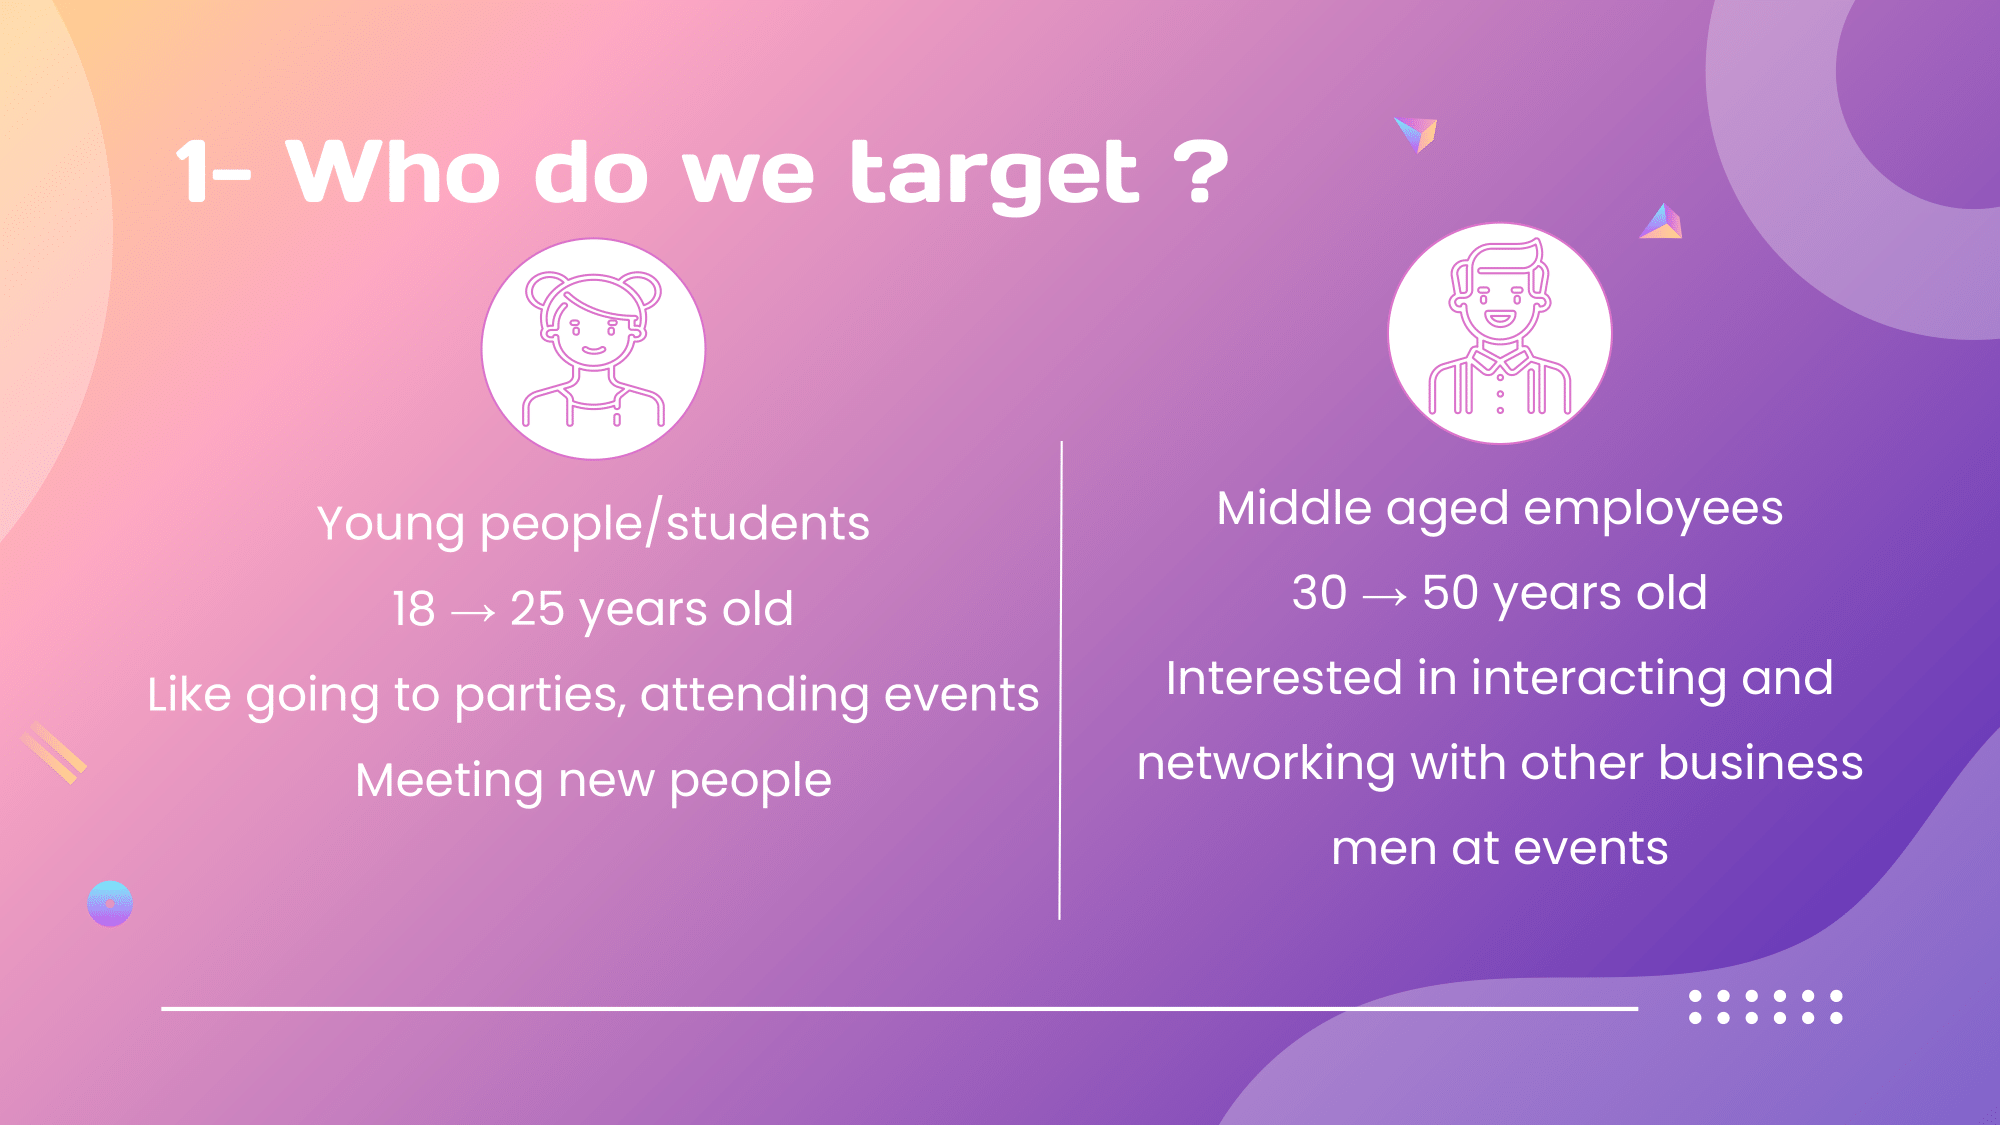 1- Who do we target ?
Young people/students
18 → 25 years old
Like going to parties, attending events
Meeting new people
Middle aged employees
30 → 50 years old
Interested in interacting and
networking with other business
men at events